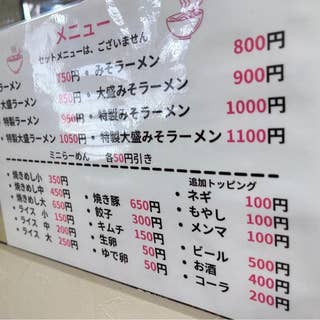 メニュー
セットメニューは、ございません
ラーメン 750円 ・みそラーメン 800円
大盛ラーメン 850円 ・大盛みそラーメン 900円
特製ラーメン 950円 ・特製みそラーメン 1000円
特製大盛ラーメン 1050円 ・特製大盛みそラーメン 1100円
ミニらーめん 各50円引き
・焼きめし小 350円
・焼きめし中 450円
・焼きめし大 650円
・ライス 小 150円
・ライス 中 200円
・ライス 大 250円
・焼き豚 650円
・餃子 300円
・キムチ 150円
・生卵 50円
・ゆで卵 50円
追加トッピング
・ネギ 100円
・もやし 100円
・メンマ 100円
・ビール 500円
・お酒 400円
・コーラ 200円